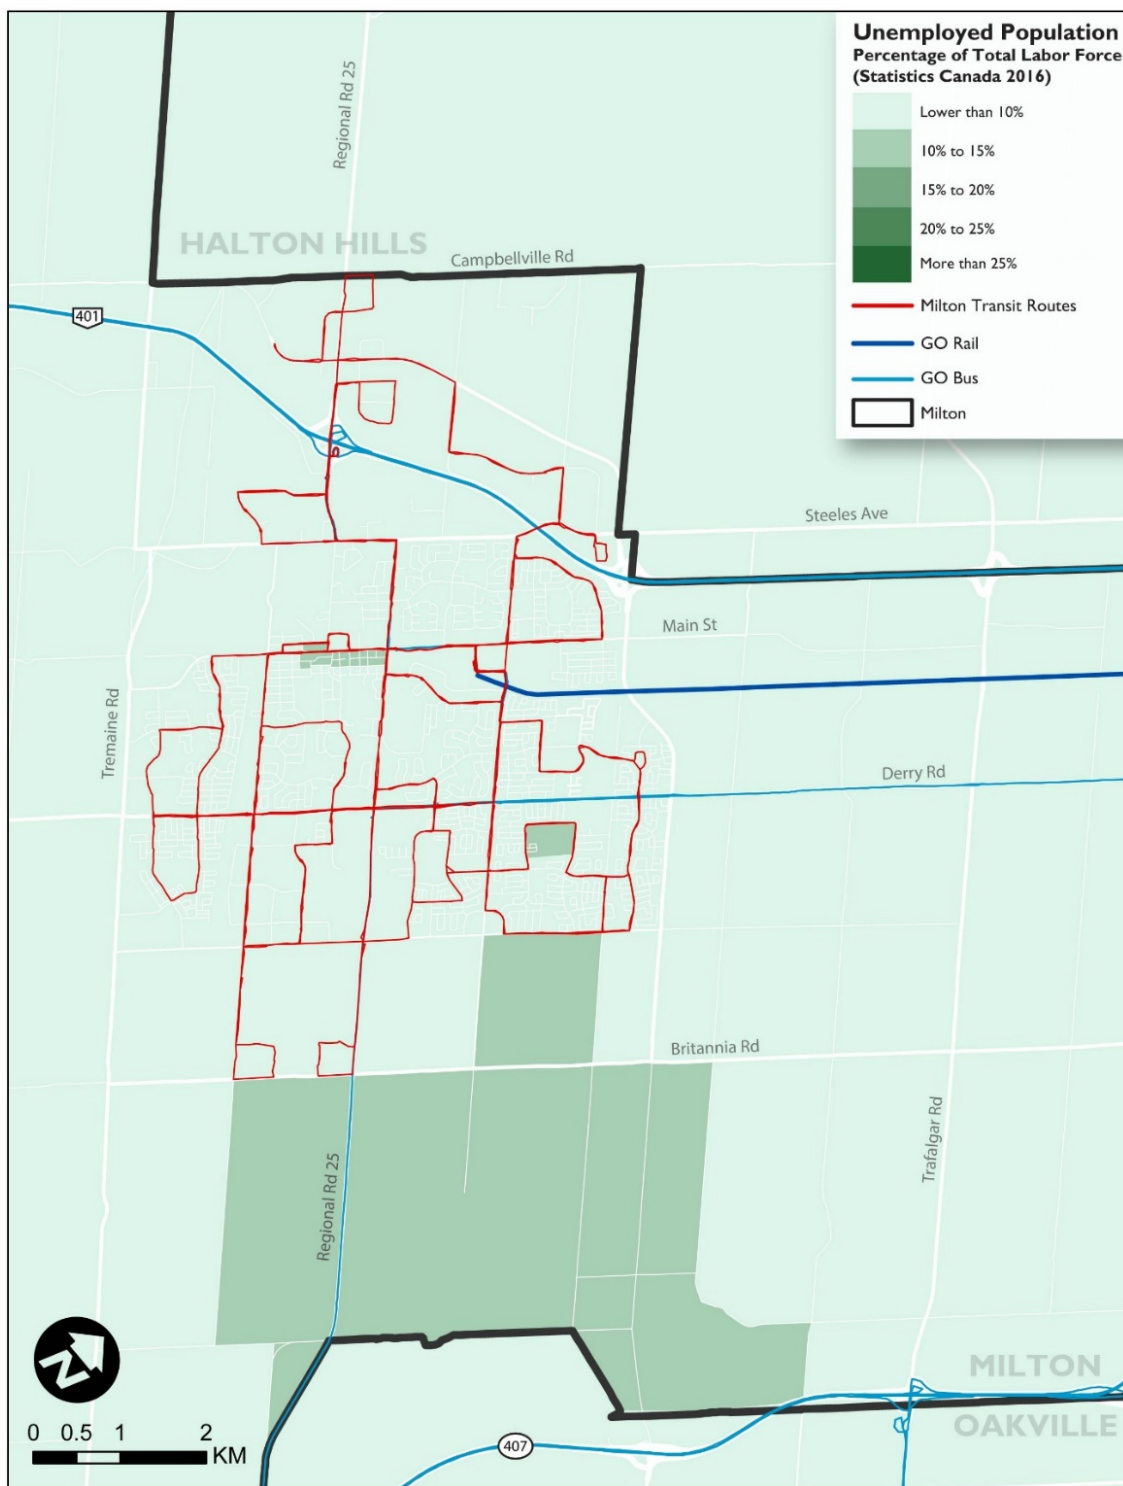 Unemployed Population
Percentage of Total Labor Force
(Statistics Canada 2016)
Lower than 10%
10% to 15%
15% to 20%
20% to 25%
More than 25%
Milton Transit Routes
GO Rail
GO Bus
Milton
Regional Rd 25
HALTON HILLS
Campbellville Rd
401
Steeles Ave
Main St
Tremaine Rd
Derry Rd
Britannia Rd
Trafalgar Rd
Regional Rd 25
N
MILTON
OAKVILLE
407
0 0.5 1 2
KM